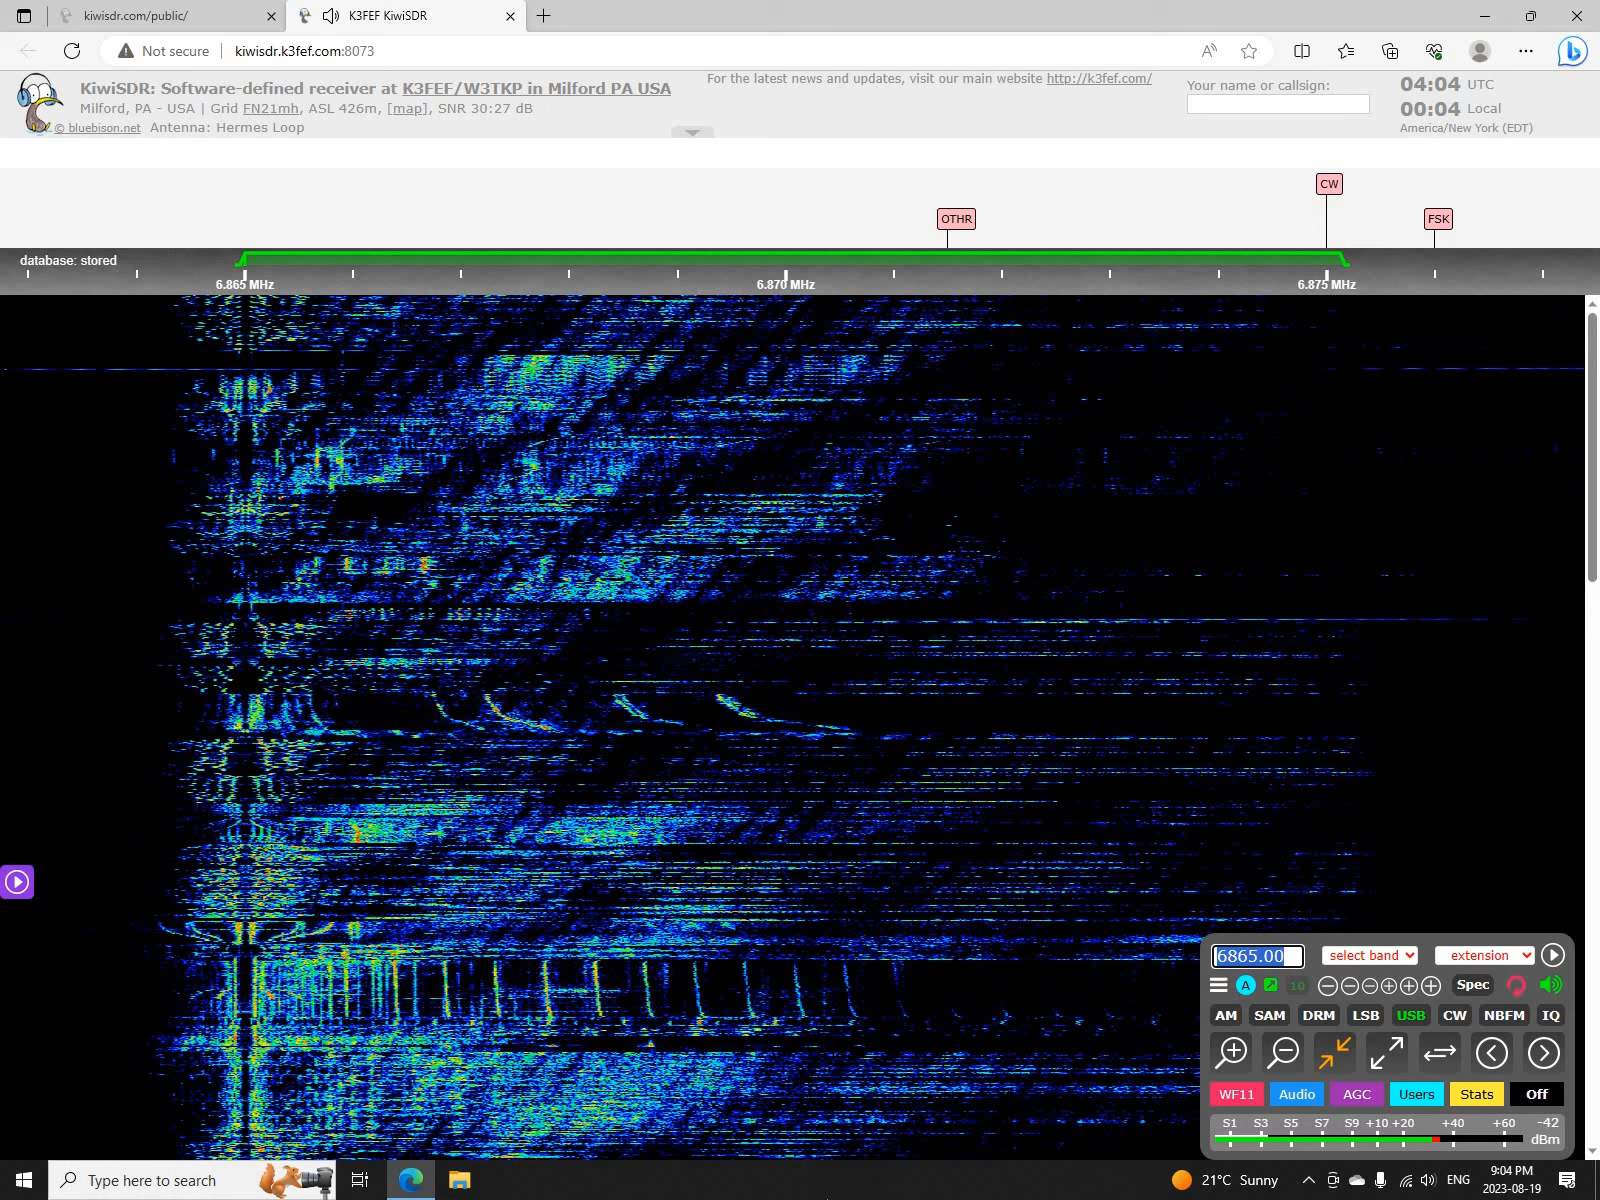 kiwisdr.com/public/
K3FEF KiwiSDR
Not secure
kiwisdr.k3fef.com:8073
KiwiSDR: Software-defined receiver at K3FEF/W3TKP in Milford PA USA
Milford, PA - USA | Grid FN21mh, ASL 426m, [map], SNR 30:27 dB
© bluebison.net Antenna: Hermes Loop
For the latest news and updates, visit our main website http://k3fef.com/
Your name or callsign:
04:04 UTC
00:04 Local
America/New York (EDT)
CW
OTHR
FSK
database: stored
6.865 MHz
6.870 MHz
6.875 MHz
6865.00
select band
extension
A
10
Spec
AM SAM DRM LSB USB CW NBFM IQ
WF11 Audio AGC Users Stats Off
S1 S3 S5 S7 S9 +10 +20 +40 +60 -42
dBm
Type here to search
21°C Sunny
ENG
9:04 PM
2023-08-19